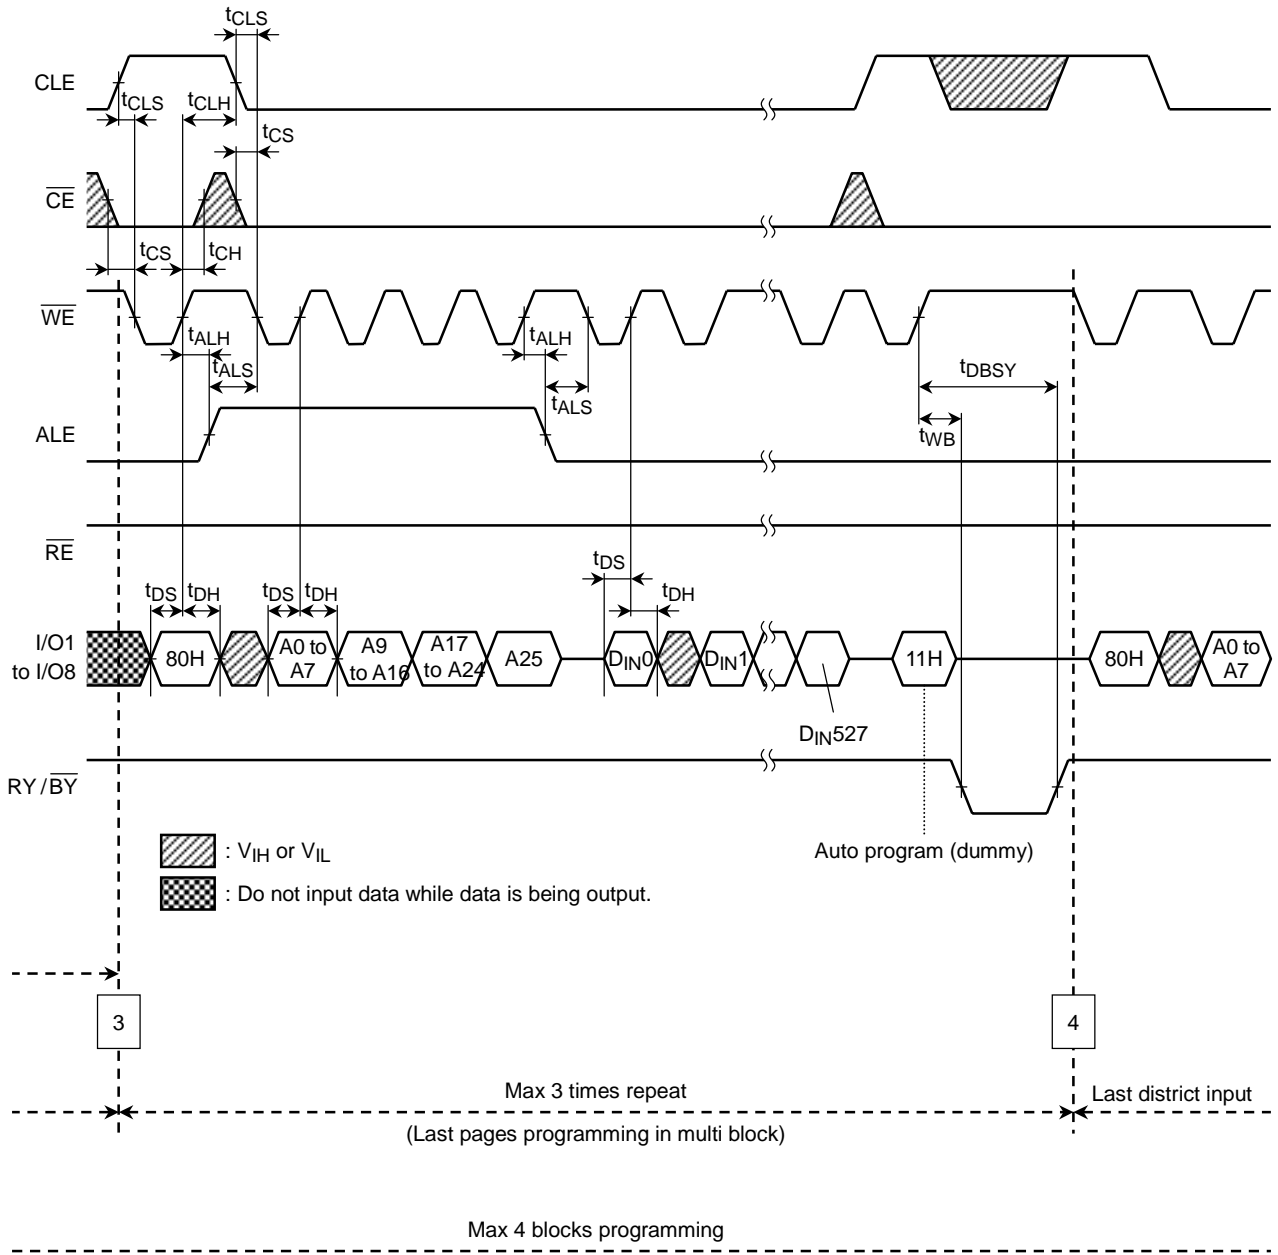 tCLS
CLE
tCLS
tCLH
tCS
CE
tCS
tCH
WE
tALH
tALS
tALH
tALS
tDBSY
tWB
ALE
RE
tDS
tDH
tDS
tDH
tDS
tDH
I/O1
to I/O8
80H
A0 to
A7
A9
to A16
A17
to A24
A25
DIN0
DIN1
DIN527
11H
80H
A0 to
A7
RY/BY
: VIH or VIL
: Do not input data while data is being output.
Auto program (dummy)
3
4
Max 3 times repeat
Last district input
(Last pages programming in multi block)
Max 4 blocks programming